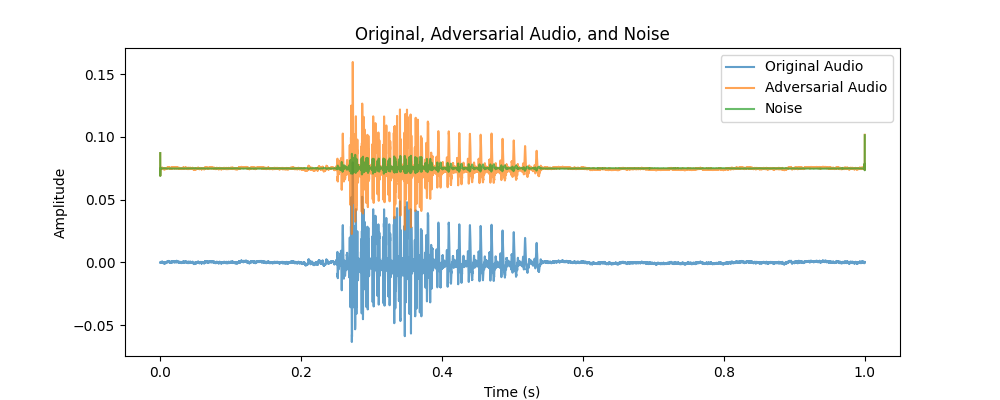 Original, Adversarial Audio, and Noise
Original Audio
Adversarial Audio
Noise
0.15
0.10
0.05
0.00
−0.05
Amplitude
0.0 0.2 0.4 0.6 0.8 1.0
Time (s)